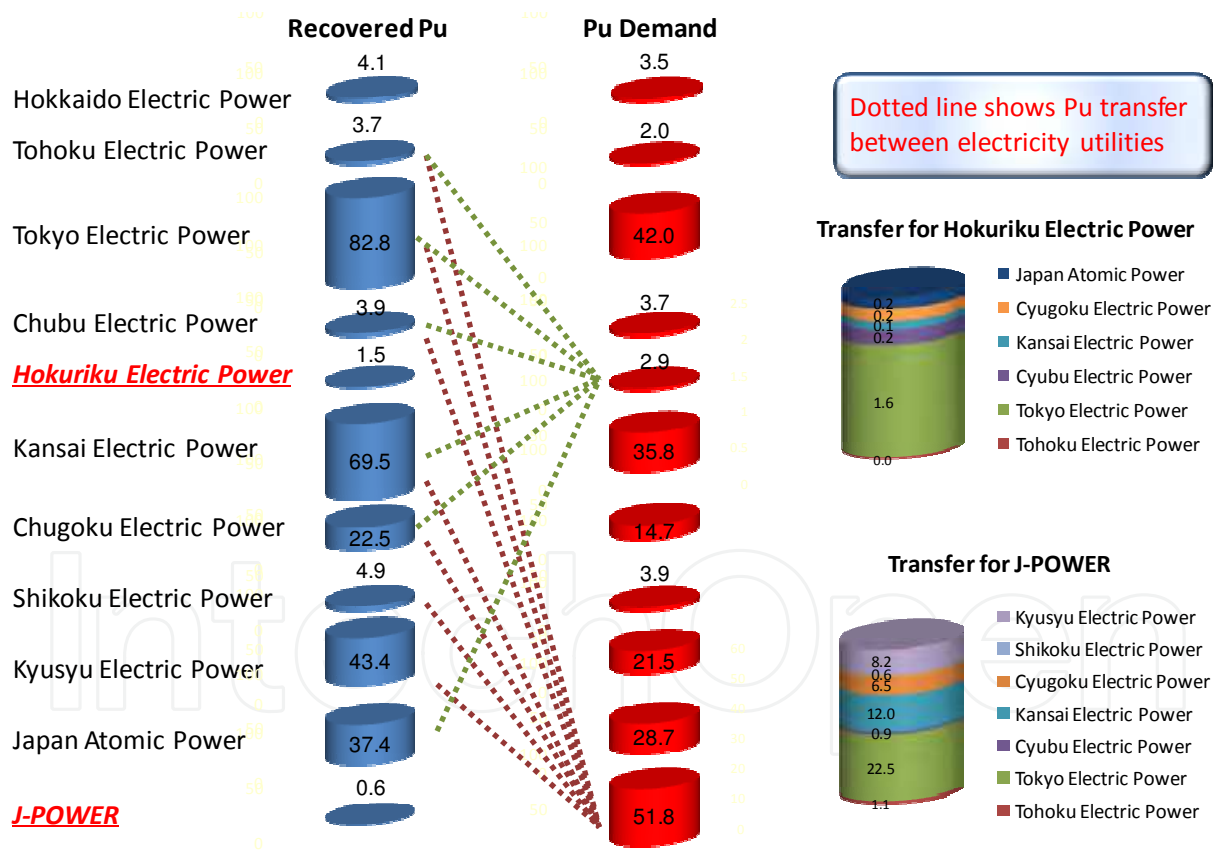 Recovered Pu
Pu Demand
Hokkaido Electric Power
4.1
3.5
Tohoku Electric Power
3.7
2.0
Tokyo Electric Power
82.8
42.0
Chubu Electric Power
3.9
3.7
Hokuriku Electric Power
1.5
2.9
Kansai Electric Power
69.5
35.8
Chugoku Electric Power
22.5
14.7
Shikoku Electric Power
4.9
3.9
Kyusyu Electric Power
43.4
21.5
Japan Atomic Power
37.4
28.7
J-POWER
0.6
51.8
Dotted line shows Pu transfer
between electricity utilities
Transfer for Hokuriku Electric Power
0.2
0.2
0.1
0.2
1.6
0.0
Japan Atomic Power
Cyugoku Electric Power
Kansai Electric Power
Cyubu Electric Power
Tokyo Electric Power
Tohoku Electric Power
Transfer for J-POWER
8.2
0.6
6.5
12.0
0.9
22.5
1.1
Kyusyu Electric Power
Shikoku Electric Power
Cyugoku Electric Power
Kansai Electric Power
Cyubu Electric Power
Tokyo Electric Power
Tohoku Electric Power
IntechOpen